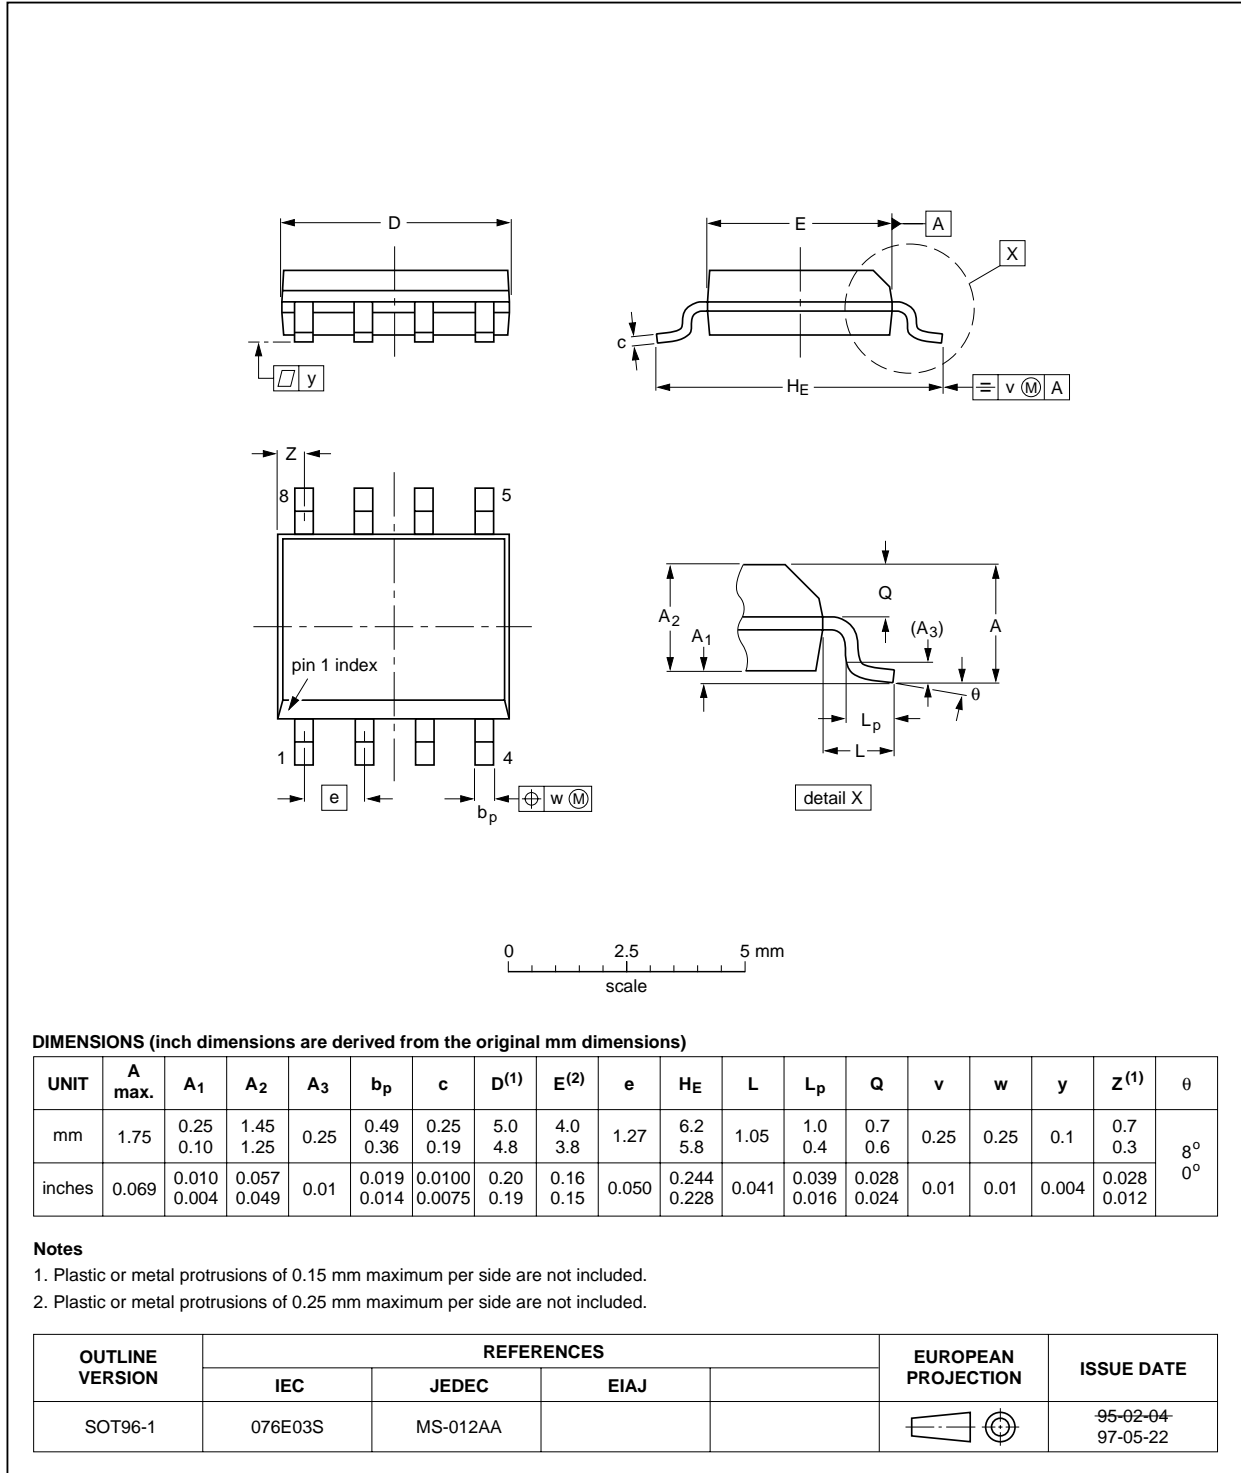 D
E
A
X
c
y
HE
v M A
Z
8
5
pin 1 index
1
4
e
bp
w M
Q
A2
A1
(A3)
A
θ
Lp
L
detail X
0 2.5 5 mm
scale
DIMENSIONS (inch dimensions are derived from the original mm dimensions)
UNIT A max. A1 A2 A3 bp c D(1) E(2) e HE L Lp Q v w y Z(1) θ
mm 1.75 0.25 0.10 1.45 1.25 0.25 0.49 0.36 0.25 0.19 5.0 4.8 4.0 3.8 1.27 6.2 5.8 1.05 1.0 0.4 0.7 0.6 0.25 0.25 0.1 0.7 0.3 8o 0o
inches 0.069 0.010 0.004 0.057 0.049 0.01 0.019 0.014 0.0100 0.0075 0.20 0.19 0.16 0.15 0.050 0.244 0.228 0.041 0.039 0.016 0.028 0.024 0.01 0.01 0.004 0.028 0.012
Notes
1. Plastic or metal protrusions of 0.15 mm maximum per side are not included.
2. Plastic or metal protrusions of 0.25 mm maximum per side are not included.
OUTLINE VERSION REFERENCES EUROPEAN PROJECTION ISSUE DATE
IEC JEDEC EIAJ
SOT96-1 076E03S MS-012AA 95-02-04
97-05-22